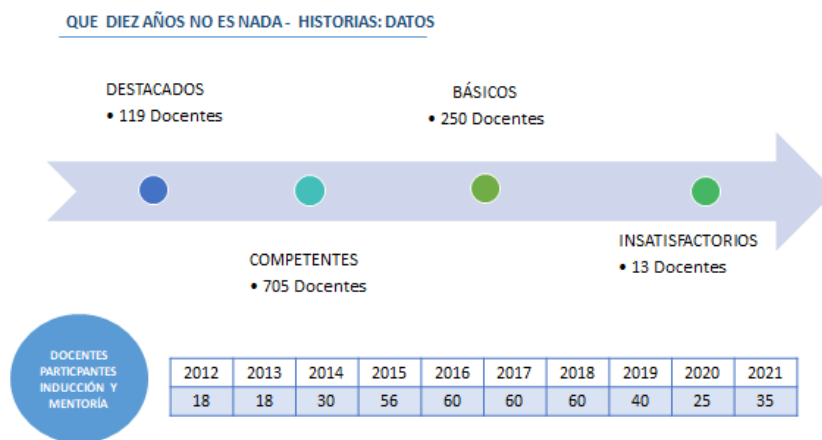 QUE DIEZ AÑOS NO ES NADA - HISTORIAS: DATOS
DESTACADOS
• 119 Docentes
BÁSICOS
• 250 Docentes
COMPETENTES
• 705 Docentes
INSATISFACTORIOS
• 13 Docentes
DOCENTES
PARTICPANTES
INDUCCIÓN Y
MENTORÍA
2012 2013 2014 2015 2016 2017 2018 2019 2020 2021
18 18 30 56 60 60 60 40 25 35